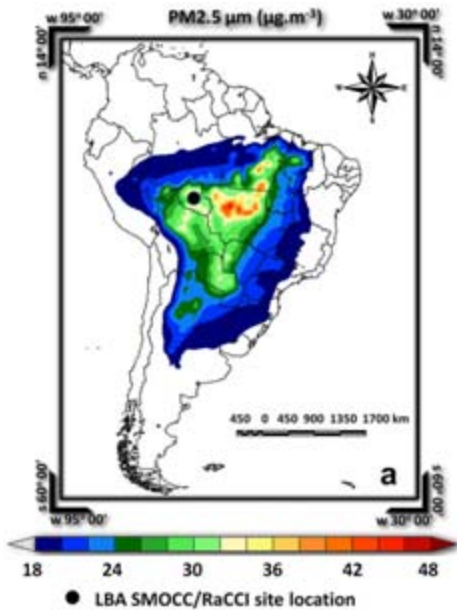 w 95° 00' PM2.5 µm (µg.m-³) w 30° 00'
n 14° 00' n 14° 00'
N
W E
S
450 0 450 900 1350 1700 km
a
s 60° 00' s 60° 00'
w 95° 00' w 30° 00'
18 24 30 36 42 48
LBA SMOCC/RaCCI site location